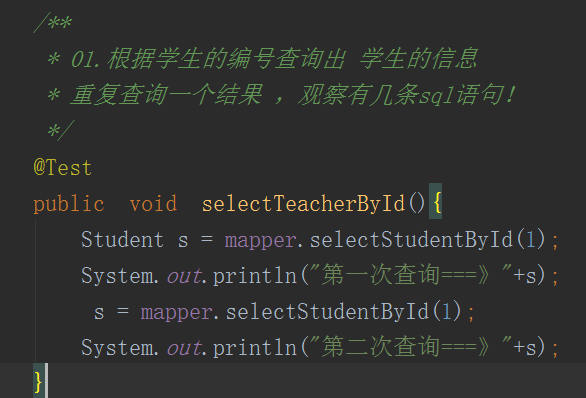 /**
* 01.根据学生的编号查询出 学生的信息
* 重复查询一个结果 ，观察有几条sql语句！
*/
@Test
public void selectTeacherById(){
Student s = mapper.selectStudentById(1);
System.out.println("第一次查询===》"+s);
s = mapper.selectStudentById(1);
System.out.println("第二次查询===》"+s);
}